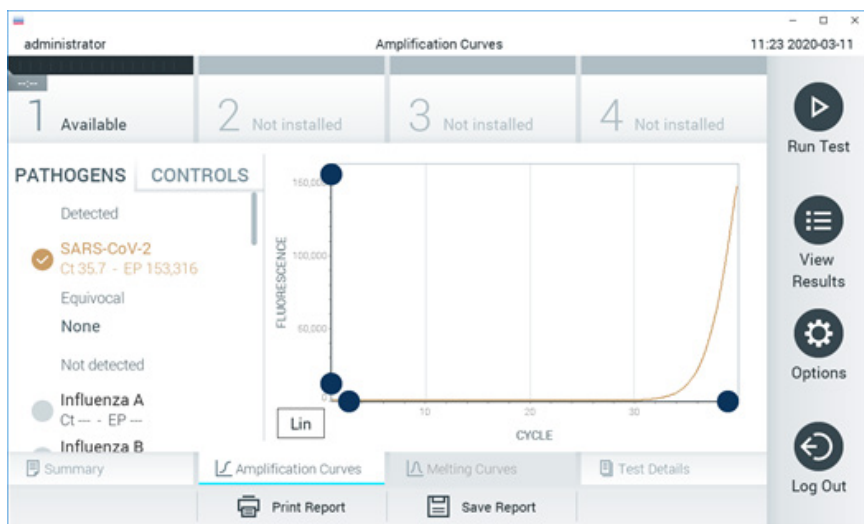 administrator Amplification Curves 11:23 2020-03-11
--:--
1 Available 2 Not installed 3 Not installed 4 Not installed
Run Test
PATHOGENS CONTROLS
Detected
SARS-CoV-2
Ct 35.7 - EP 153,316
Equivocal
None
Not detected
Influenza A
Ct --- - EP ---
Influenza B
FLUORESCENCE
150,000
100,000
50,000
0
10 20 30
CYCLE
Lin
View
Results
Options
Log Out
Summary Amplification Curves Melting Curves Test Details
Print Report Save Report